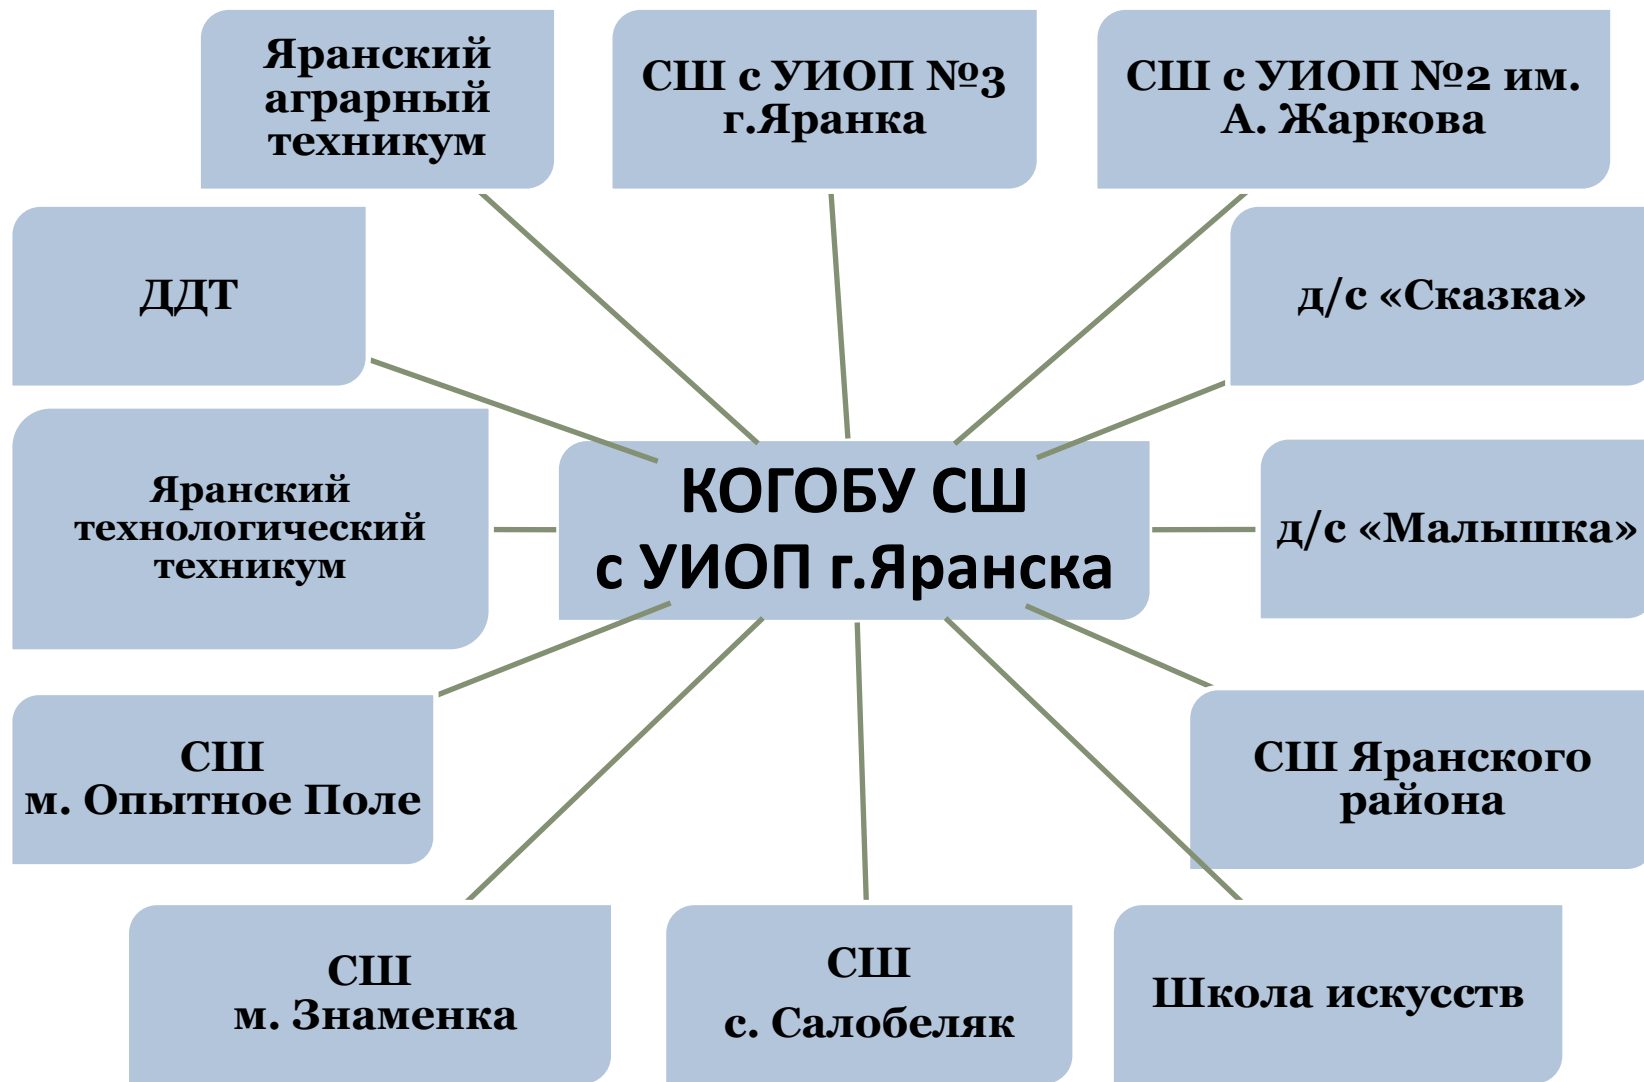 Яранский
аграрный
техникум
СШ с УИОП №3
г.Яранка
СШ с УИОП №2 им.
А. Жаркова
ДДТ
д/с «Сказка»
Яранский
технологический
техникум
КОГОБУ СШ
с УИОП г.Яранска
д/с «Малышка»
СШ
м. Опытное Поле
СШ Яранского
района
СШ
м. Знаменка
СШ
с. Салобеляк
Школа искусств